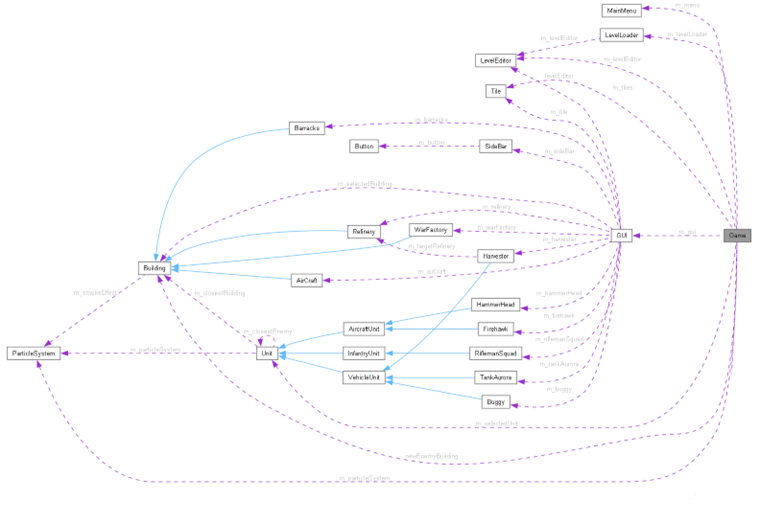 MainMenu
m_menu
LevelLoader
m_levelLoader
m_levelEditor
LevelEditor
m_levelEditor
levelEditor
Tile
m_tiles
m_tile
Barracks
m_barracks
Button
m_button
SideBar
m_sideBar
m_selectedBuilding
m_refinery
Refinery
WarFactory
m_warFactory
GUI
m_gui
Game
m_targetRefinery
m_harvester
Harvester
Building
m_airCraft
AirCraft
m_smokeEffect
m_closestBuilding
m_hammerHead
HammerHead
m_firehawk
AircraftUnit
Firehawk
m_closestEnemy
m_riflemanSquad
ParticleSystem
m_particleSystem
Unit
InfantryUnit
RiflemanSquad
m_tankAurora
VehicleUnit
TankAurora
m_buggy
Buggy
m_selectedUnit
newEnemyBuilding
m_particleSystem